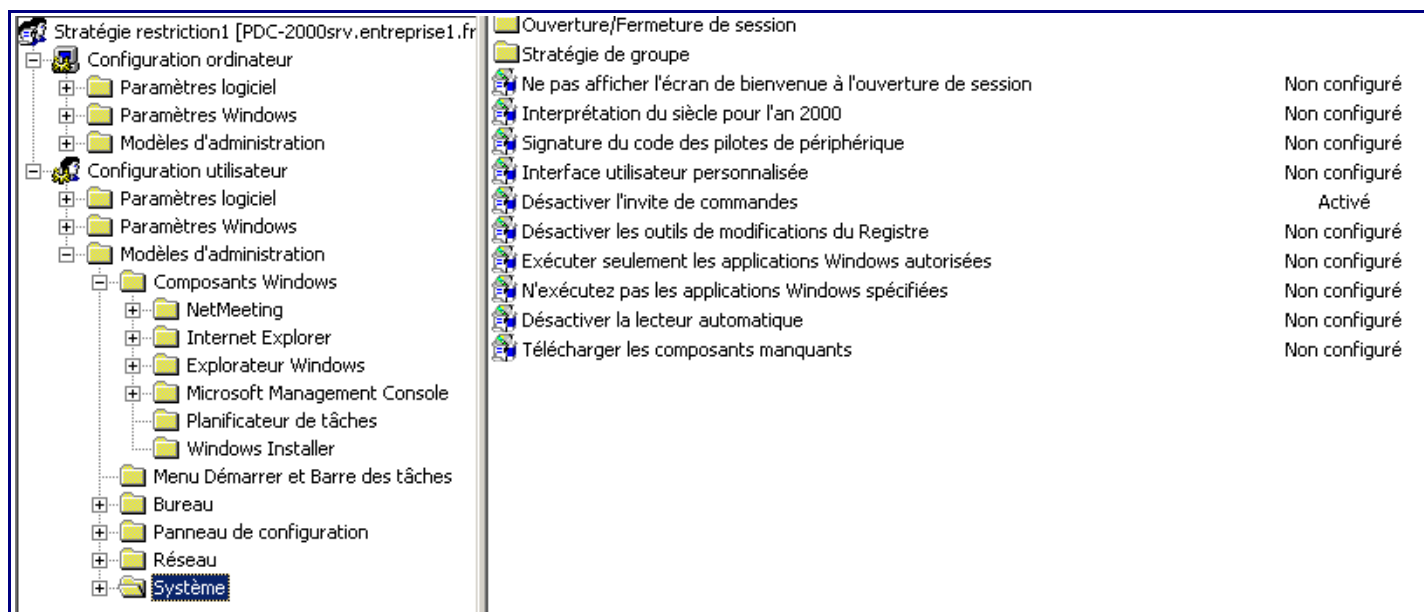 Stratégie restriction1 [PDC-2000srv.entreprise1.fr
Configuration ordinateur
Paramètres logiciel
Paramètres Windows
Modèles d'administration
Configuration utilisateur
Paramètres logiciel
Paramètres Windows
Modèles d'administration
Composants Windows
NetMeeting
Internet Explorer
Explorateur Windows
Microsoft Management Console
Planificateur de tâches
Windows Installer
Menu Démarrer et Barre des tâches
Bureau
Panneau de configuration
Réseau
Système
Ouverture/Fermeture de session
Stratégie de groupe
Ne pas afficher l'écran de bienvenue à l'ouverture de session Non configuré
Interprétation du siècle pour l'an 2000 Non configuré
Signature du code des pilotes de périphérique Non configuré
Interface utilisateur personnalisée Non configuré
Désactiver l'invite de commandes Activé
Désactiver les outils de modifications du Registre Non configuré
Exécuter seulement les applications Windows autorisées Non configuré
N'exécutez pas les applications Windows spécifiées Non configuré
Désactiver la lecteur automatique Non configuré
Télécharger les composants manquants Non configuré